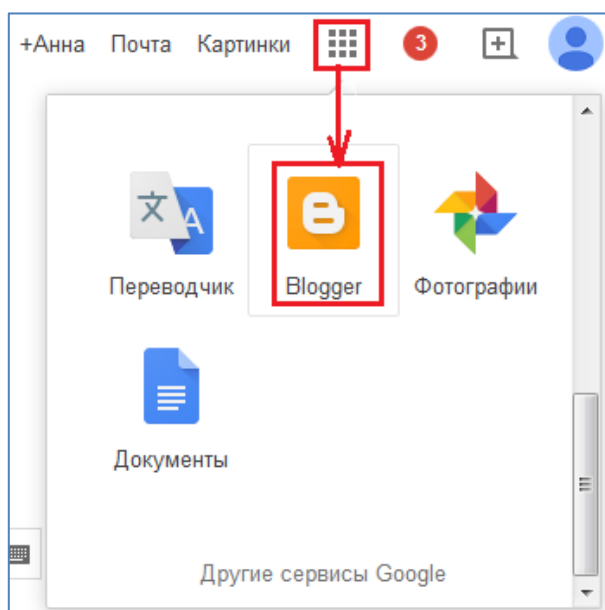 +Анна Почта Картинки 3
Переводчик Blogger Фотографии
Документы
Другие сервисы Google